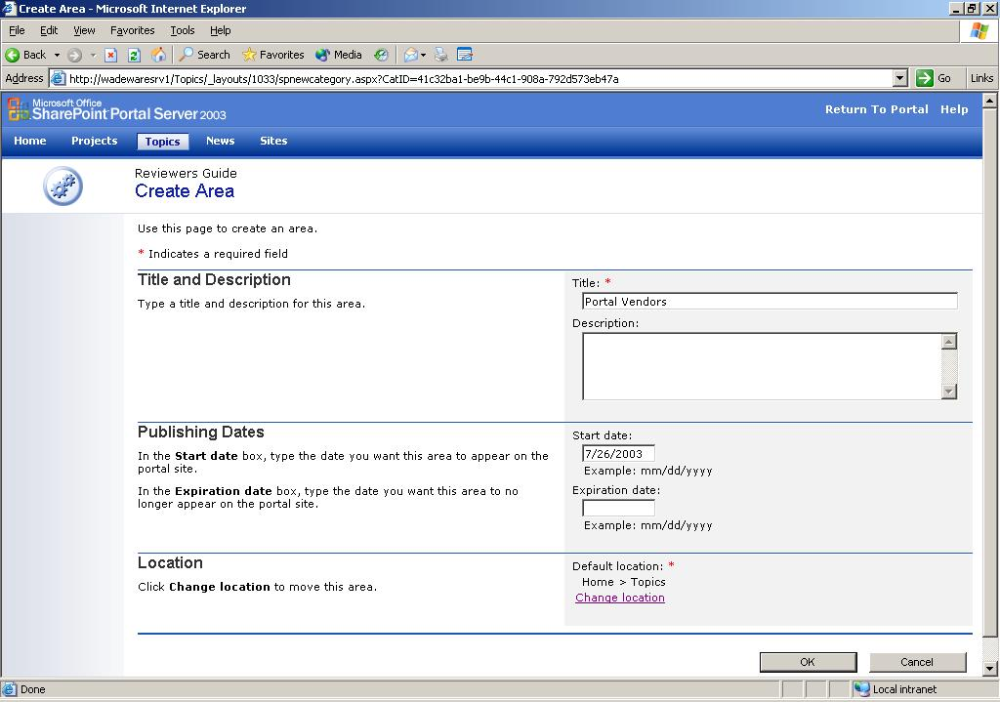 Create Area - Microsoft Internet Explorer
File Edit View Favorites Tools Help
Back Search Favorites Media
Address http://wadewaresrv1/Topics/_layouts/1033/spnewcategory.aspx?CatID=41c32ba1-be9b-44c1-908a-792d573eb47a Go Links
Microsoft Office
SharePoint Portal Server 2003
Return To Portal Help
Home Projects Topics News Sites
Reviewers Guide
Create Area
Use this page to create an area.
* Indicates a required field
Title and Description
Type a title and description for this area.
Title: *
Portal Vendors
Description:
Publishing Dates
In the Start date box, type the date you want this area to appear on the
portal site.
In the Expiration date box, type the date you want this area to no
longer appear on the portal site.
Start date:
7/26/2003
Example: mm/dd/yyyy
Expiration date:
Example: mm/dd/yyyy
Location
Click Change location to move this area.
Default location: *
Home > Topics
Change location
OK Cancel
Done Local intranet